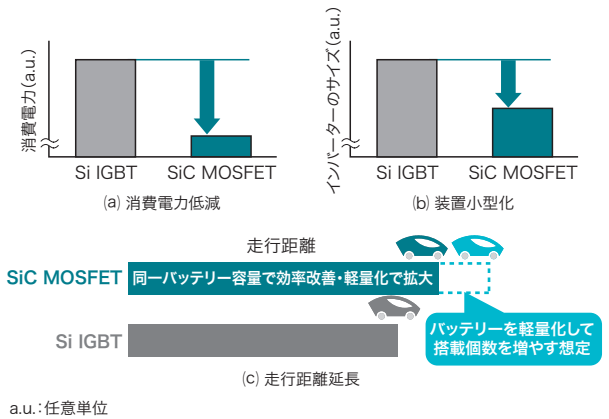 消費電力(a.u.)
Si IGBT
SiC MOSFET
(a) 消費電力低減
インバーターのサイズ(a.u.)
Si IGBT
SiC MOSFET
(b) 装置小型化
走行距離
SiC MOSFET
同一バッテリー容量で効率改善・軽量化で拡大
バッテリーを軽量化して
搭載個数を増やす想定
Si IGBT
(c) 走行距離延長
a.u.:任意単位